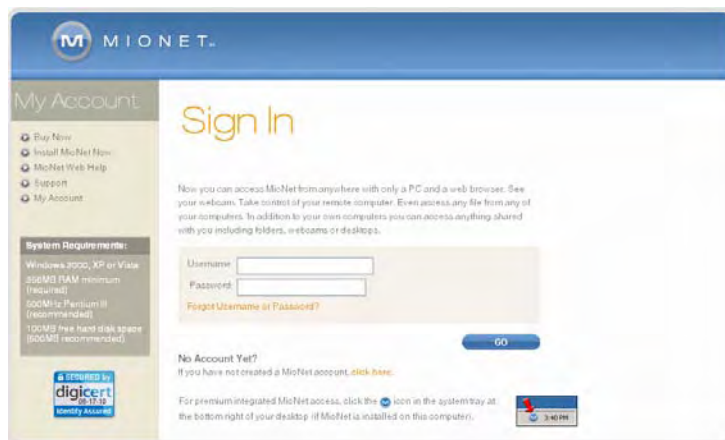 MIONET
My Account
Buy Now
Install MioNet Now
MioNet Web Help
Support
My Account
System Requirements:
Windows 2000, XP or Vista
256MB RAM minimum
(required)
500MHz Pentium III
(recommended)
100MB free hard disk space
(500MB recommended)
SECURED by
digicert
Identity Assured
Sign In
Now you can access MioNet from anywhere with only a PC and a web browser. See
your webcam. Take control of your remote computer. Even access any file from any of
your computers. In addition to your own computers you can access anything shared
with you including folders, webcams or desktops.
Username
Password
Forgot Username or Password?
GO
No Account Yet?
If you have not created a MioNet account, click here.
For premium integrated MioNet access, click the icon in the system tray at
the bottom right of your desktop (if MioNet is installed on this computer).
3:40 PM